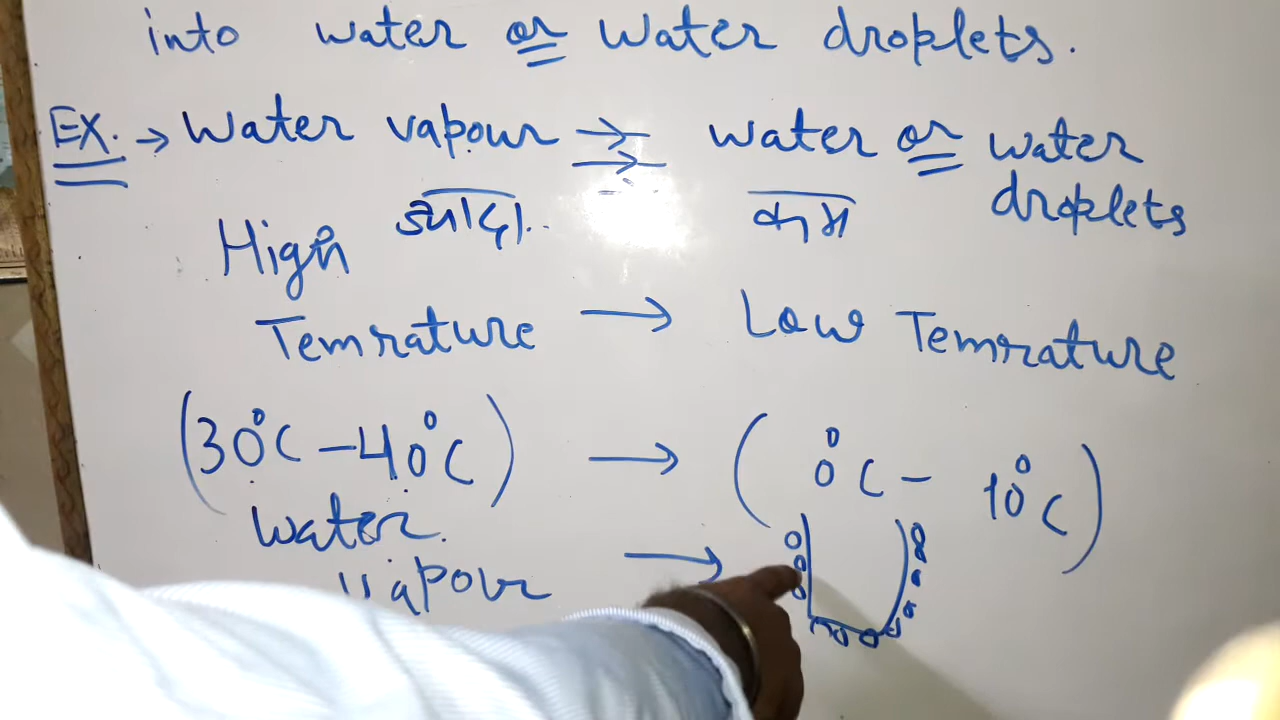 into water or water droplets.
EX. → Water vapour → water or water droplets
ज्यादा.. कम
High Temrature → Low Temrature
(30°C - 40°C) → (0°C - 10°C)
Water Vapour →